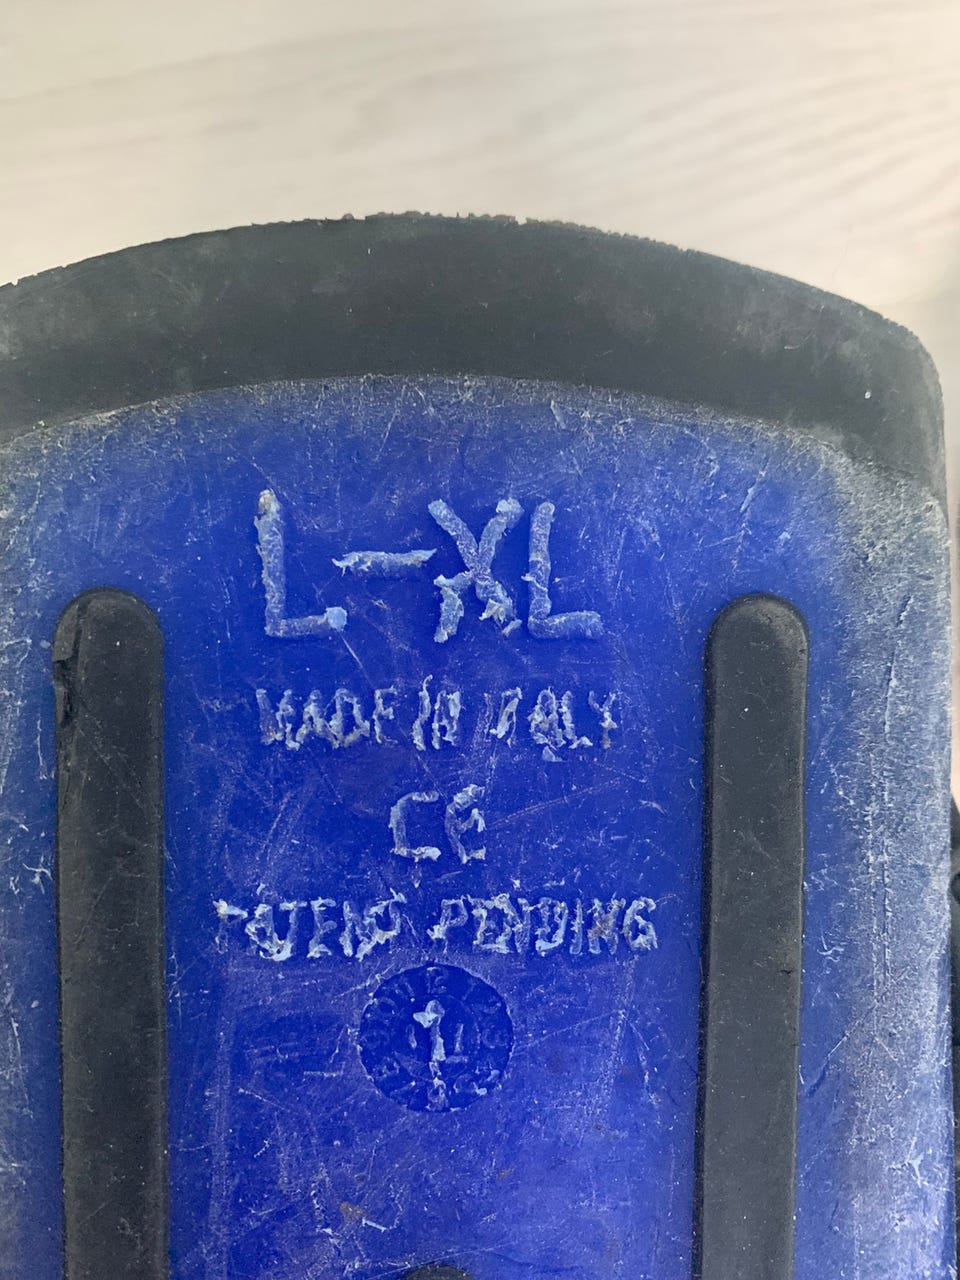 L-XL
MADE IN ITALY
CE
PATENT PENDING